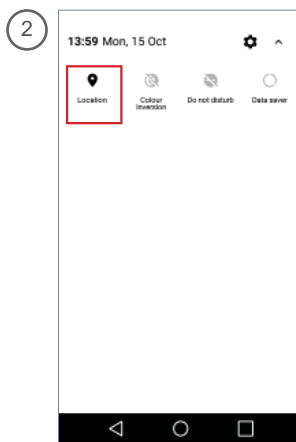 2
13:59 Mon, 15 Oct
Location
Colour
inversion
Do not disturb
Data saver